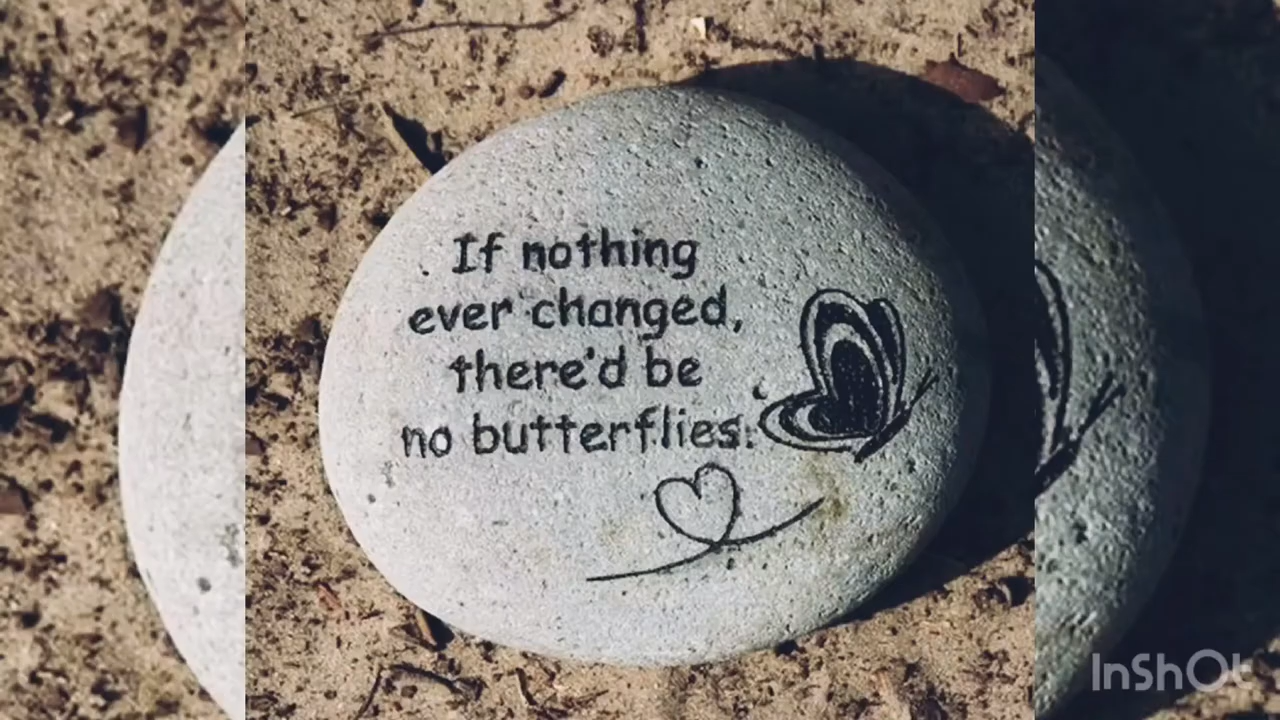 If nothing
ever changed,
there'd be
no butterflies.
InShOt